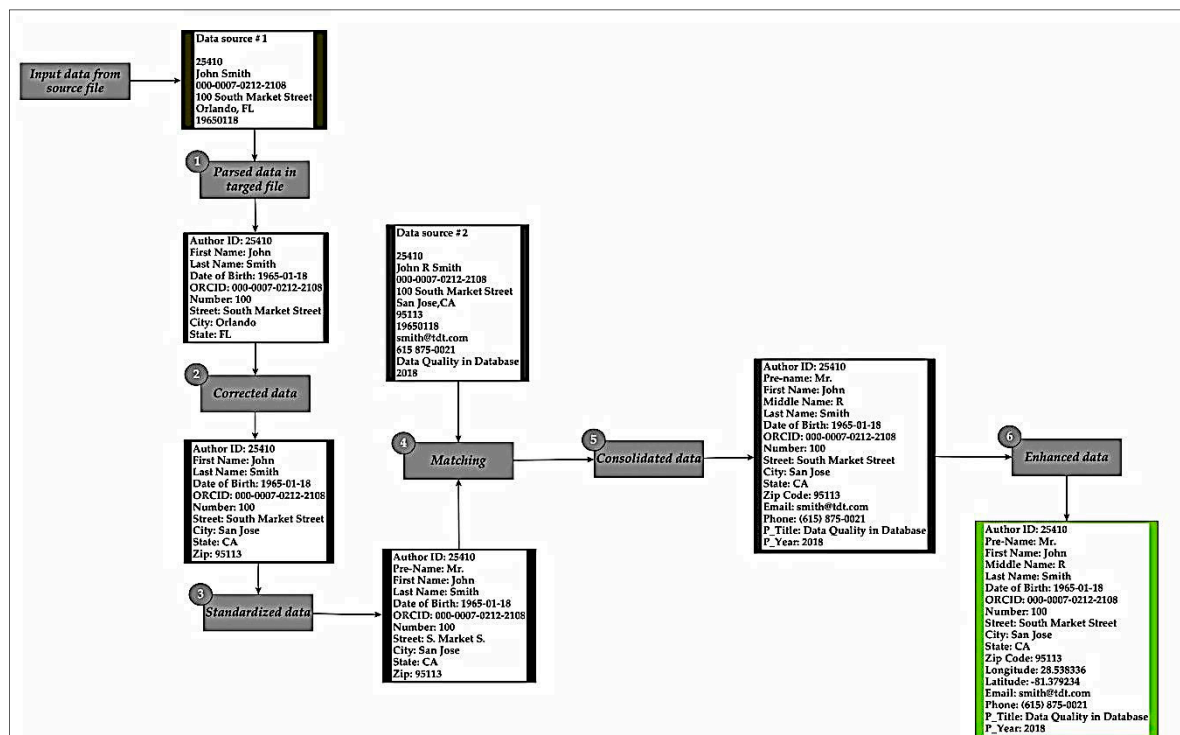 Input data from
source file
Data source #1
25410
John Smith
000-0007-0212-2108
100 South Market Street
Orlando, FL
19650118
1
Parsed data in
targed file
Author ID: 25410
First Name: John
Last Name: Smith
Date of Birth: 1965-01-18
ORCID: 000-0007-0212-2108
Number: 100
Street: South Market Street
City: Orlando
State: FL
2
Corrected data
Author ID: 25410
First Name: John
Last Name: Smith
Date of Birth: 1965-01-18
ORCID: 000-0007-0212-2108
Number: 100
Street: South Market Street
City: San Jose
State: CA
Zip: 95113
3
Standardized data
Author ID: 25410
Pre-Name: Mr.
First Name: John
Last Name: Smith
Date of Birth: 1965-01-18
ORCID: 000-0007-0212-2108
Number: 100
Street: S. Market S.
City: San Jose
State: CA
Zip: 95113
Data source #2
25410
John R Smith
000-0007-0212-2108
100 South Market Street
San Jose,CA
95113
19650118
smith@tdt.com
615 875-0021
Data Quality in Database
2018
4
Matching
5
Consolidated data
Author ID: 25410
Pre-name: Mr.
First Name: John
Middle Name: R
Last Name: Smith
Date of Birth: 1965-01-18
ORCID: 000-0007-0212-2108
Number: 100
Street: South Market Street
City: San Jose
State: CA
Zip Code: 95113
Email: smith@tdt.com
Phone: (615) 875-0021
P_Title: Data Quality in Database
P_Year: 2018
6
Enhanced data
Author ID: 25410
Pre-Name: Mr.
First Name: John
Middle Name: R
Last Name: Smith
Date of Birth: 1965-01-18
ORCID: 000-0007-0212-2108
Number: 100
Street: South Market Street
City: San Jose
State: CA
Zip Code: 95113
Longitude: 28.538336
Latitude: -81.379234
Email: smith@tdt.com
Phone: (615) 875-0021
P_Title: Data Quality in Database
P_Year: 2018